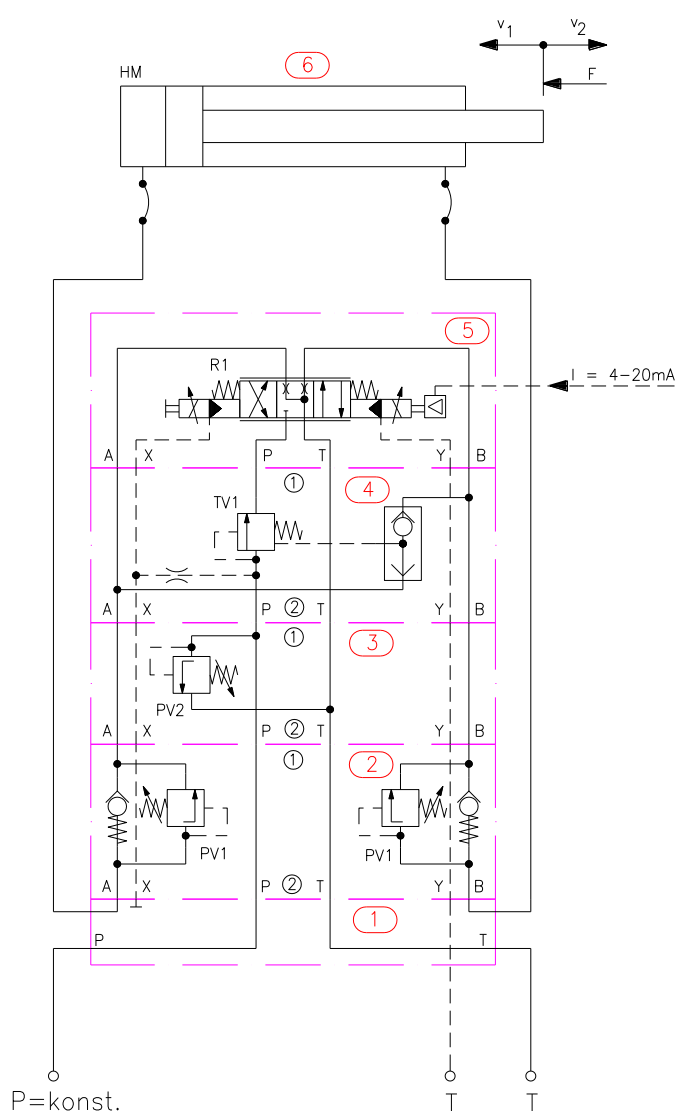 v1 v2
6
HM
F
5
R1
I = 4-20mA
A X P T Y B
1 4
TV1
A X P 2 T Y B
1 3
PV2
A X P 2 T Y B
1 2
PV1 PV1
A X P 2 T Y B
1
P T
P=konst. T T